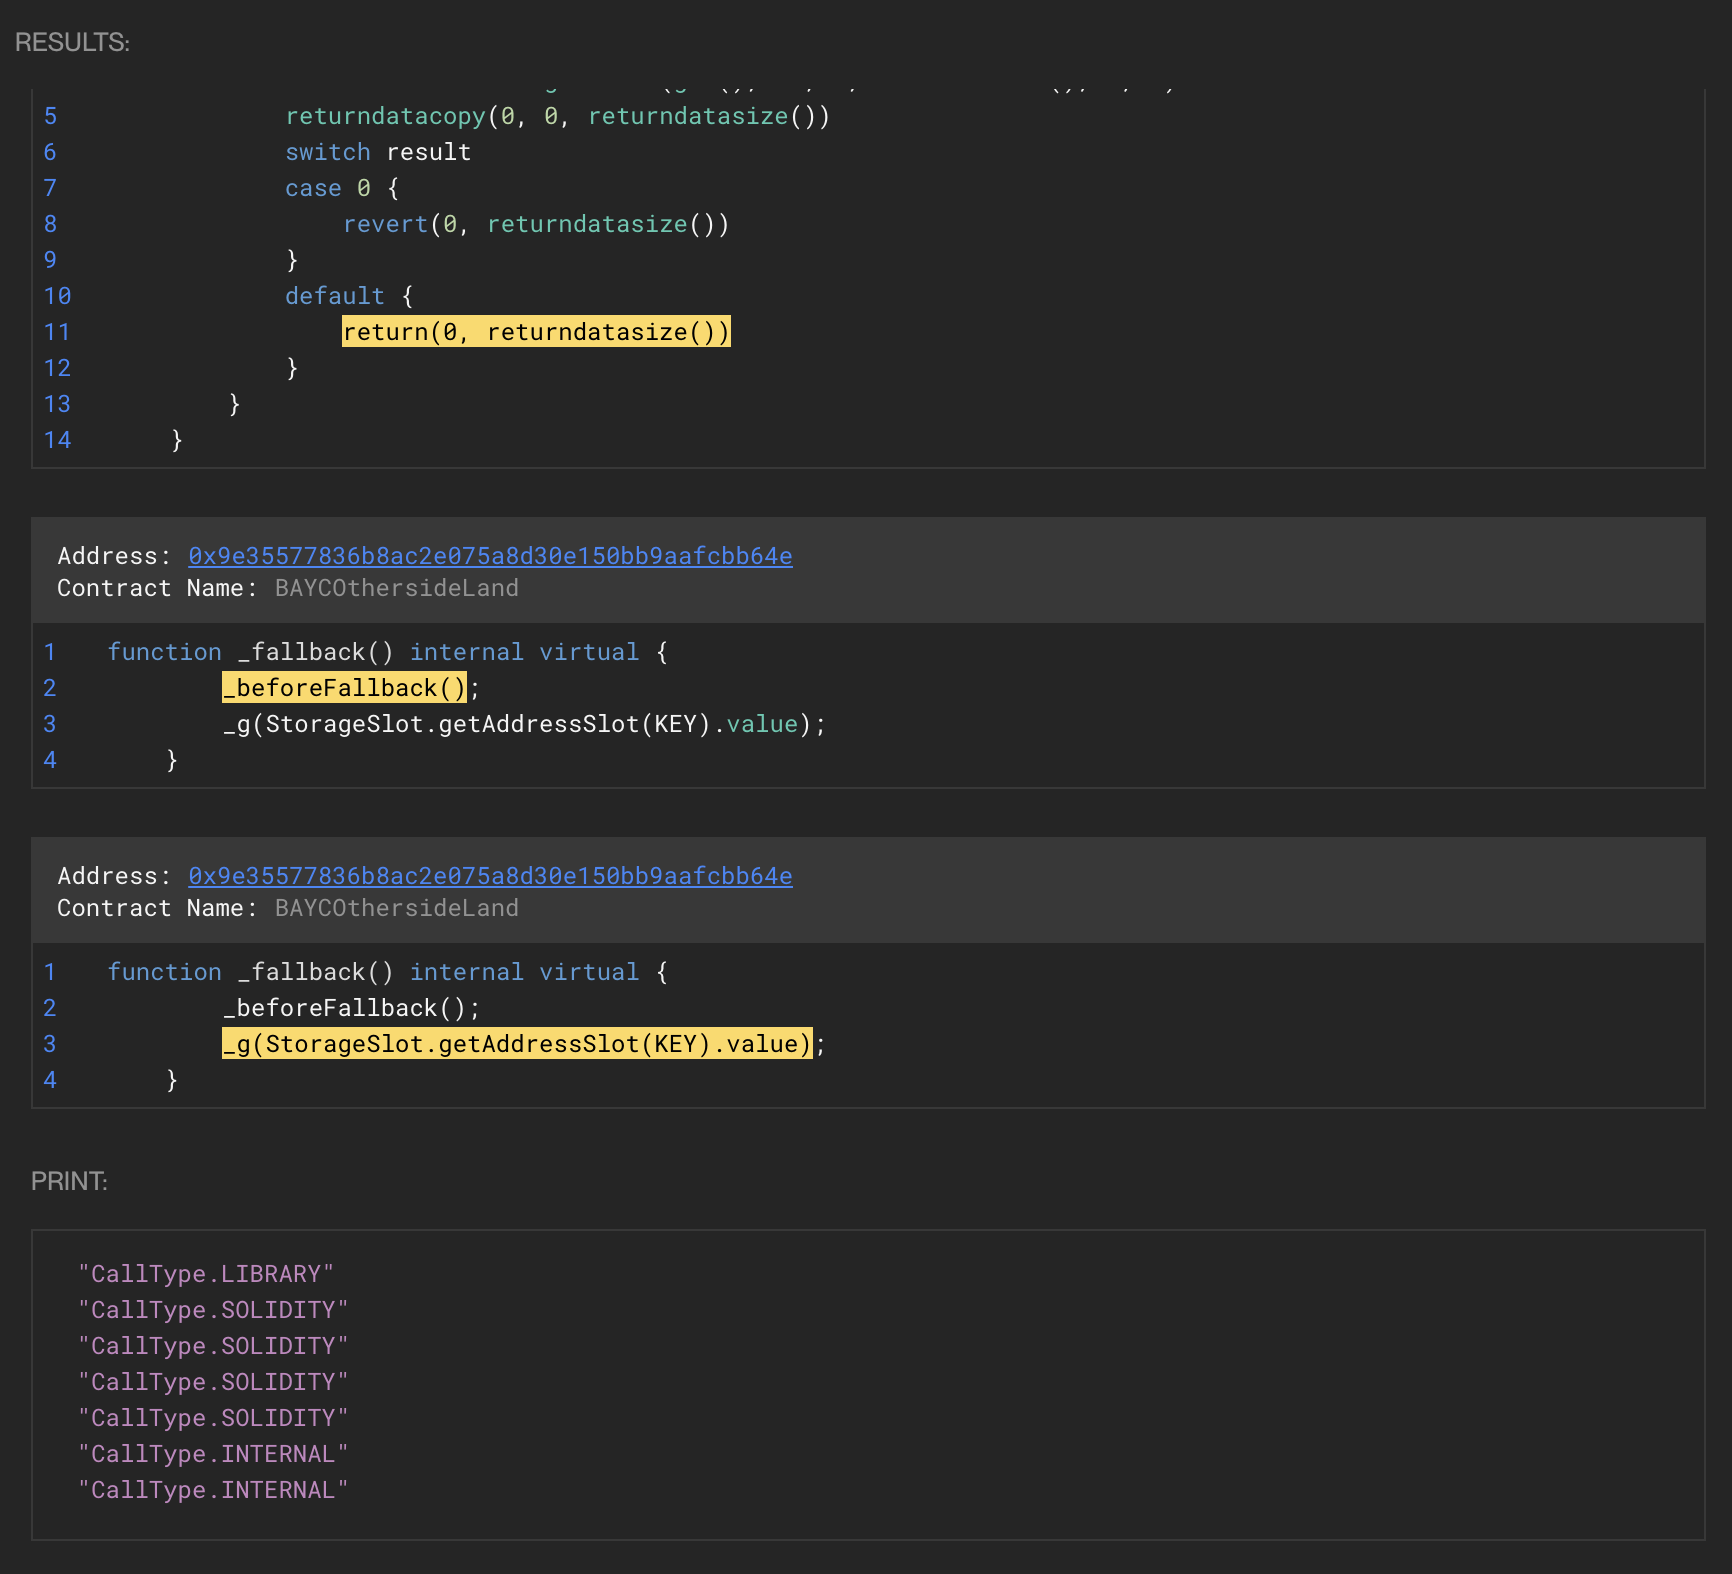 RESULTS:
5 returndatacopy(0, 0, returndatasize())
6 switch result
7 case 0 {
8 revert(0, returndatasize())
9 }
10 default {
11 return(0, returndatasize())
12 }
13 }
14 }
Address: 0x9e35577836b8ac2e075a8d30e150bb9aafcbb64e
Contract Name: BAYCOthersideLand
1 function _fallback() internal virtual {
2 _beforeFallback();
3 _g(StorageSlot.getAddressSlot(KEY).value);
4 }
Address: 0x9e35577836b8ac2e075a8d30e150bb9aafcbb64e
Contract Name: BAYCOthersideLand
1 function _fallback() internal virtual {
2 _beforeFallback();
3 _g(StorageSlot.getAddressSlot(KEY).value);
4 }
PRINT:
"CallType.LIBRARY"
"CallType.SOLIDITY"
"CallType.SOLIDITY"
"CallType.SOLIDITY"
"CallType.SOLIDITY"
"CallType.INTERNAL"
"CallType.INTERNAL"